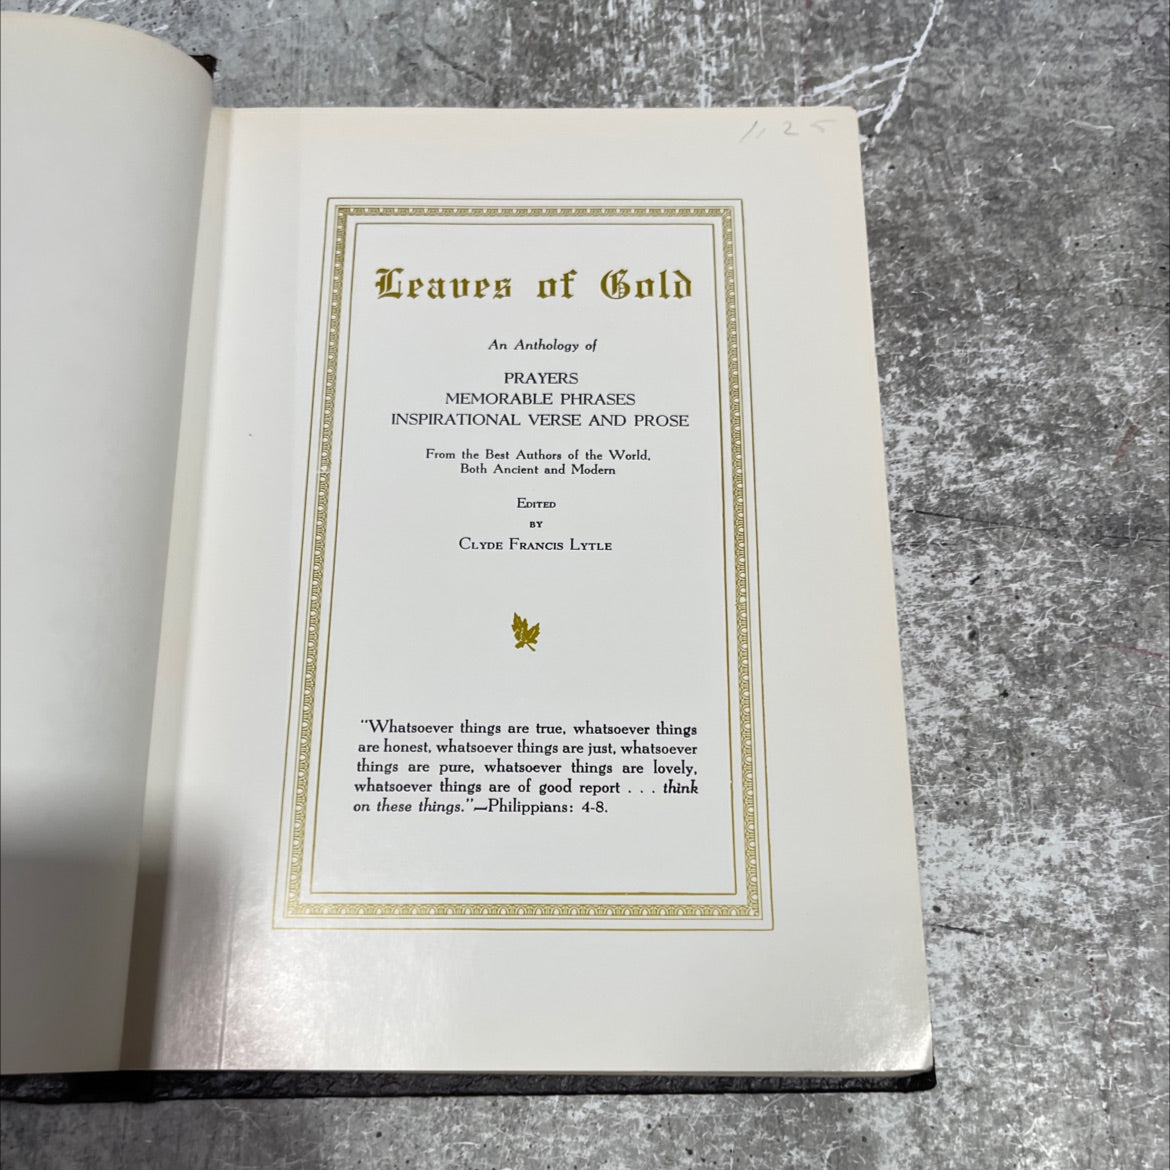 Leaves of Gold
An Anthology of
PRAYERS
MEMORABLE PHRASES
INSPIRATIONAL VERSE AND PROSE
From the Best Authors of the World,
Both Ancient and Modern
EDITED
BY
CLYDE FRANCIS LYTLE
"Whatsoever things are true, whatsoever things
are honest, whatsoever things are just, whatsoever
things are pure, whatsoever things are lovely,
whatsoever things are of good report . . . think
on these things."—Philippians: 4-8.